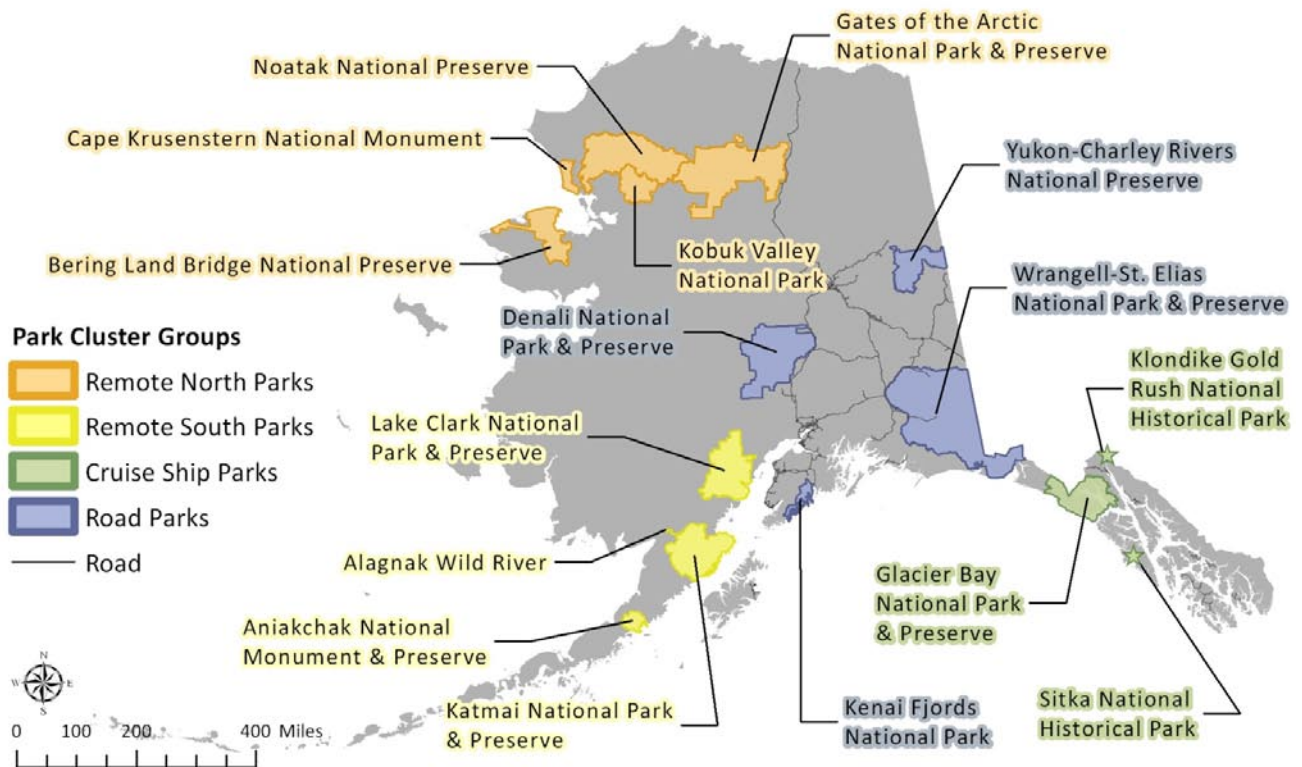 Gates of the Arctic
National Park & Preserve
Noatak National Preserve
Cape Krusenstern National Monument
Yukon-Charley Rivers
National Preserve
Bering Land Bridge National Preserve
Kobuk Valley
National Park
Wrangell-St. Elias
National Park & Preserve
Denali National
Park & Preserve
Park Cluster Groups
Remote North Parks
Remote South Parks
Cruise Ship Parks
Road Parks
Road
Klondike Gold
Rush National
Historical Park
Lake Clark National
Park & Preserve
Alagnak Wild River
Glacier Bay
National Park
& Preserve
Aniakchak National
Monument & Preserve
Katmai National Park
& Preserve
Kenai Fjords
National Park
Sitka National
Historical Park
N
W E
S
0 100 200 400 Miles